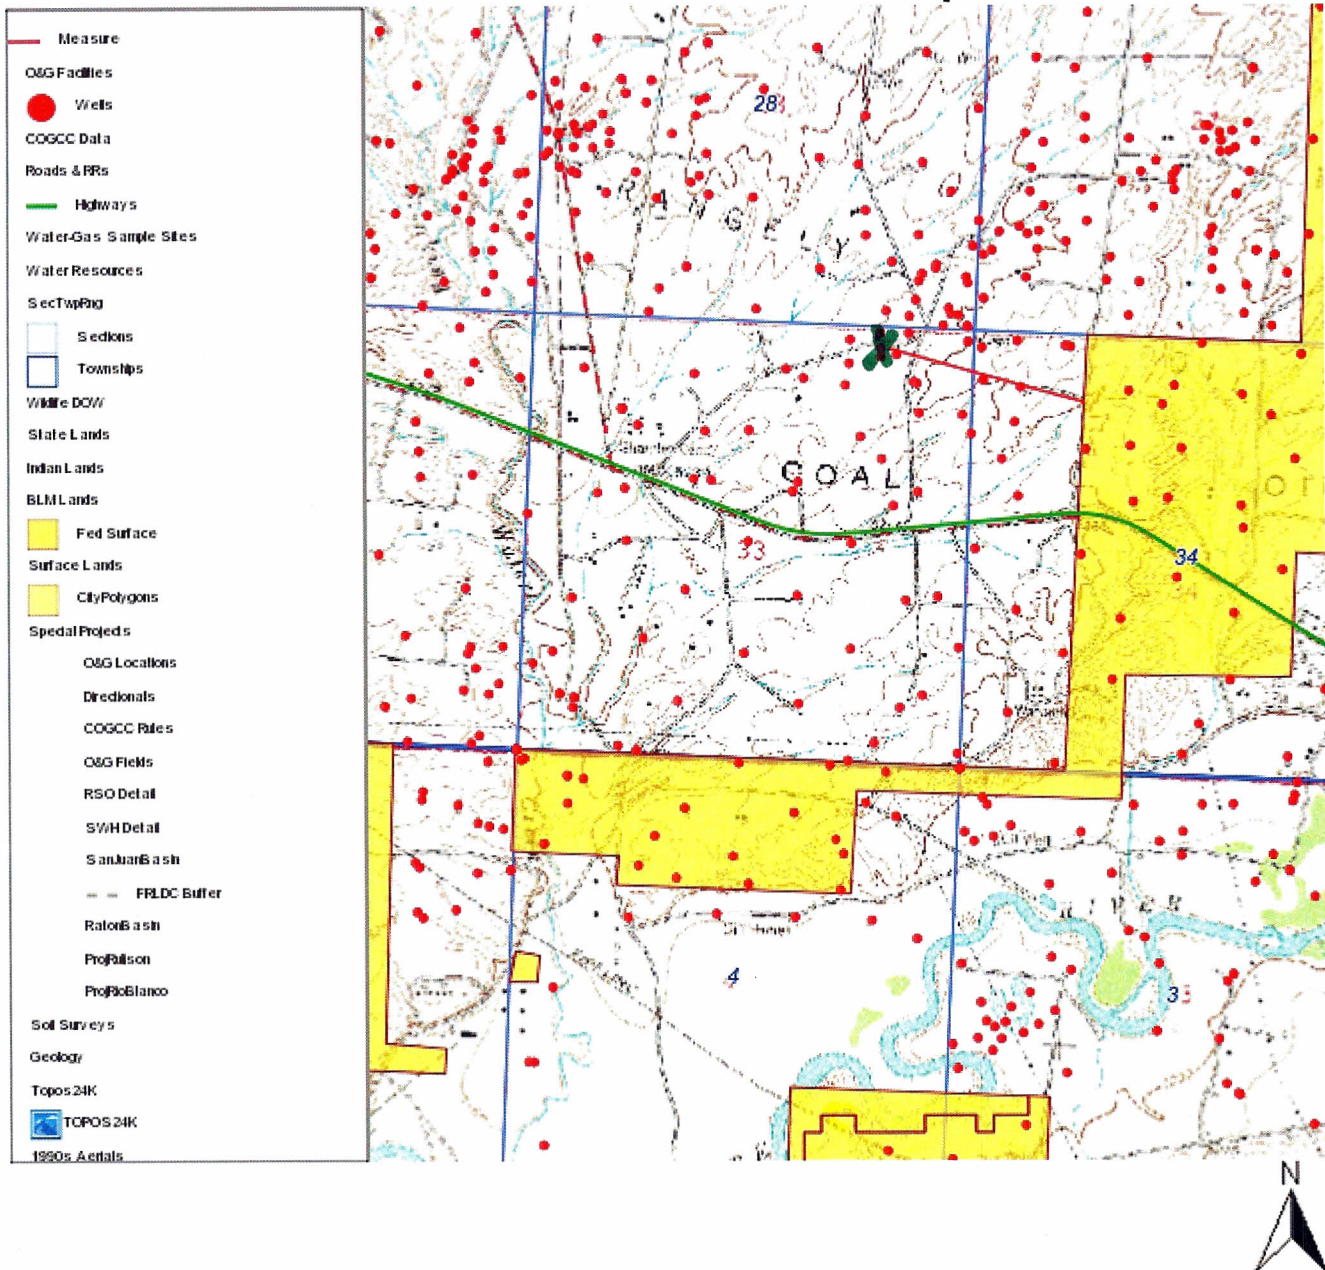 Measure
O&G Facilities
Wells
COGCC Data
Roads & RRs
Highways
Water-Gas Sample Sites
Water Resources
SecTwpRng
Sections
Townships
Wildlife DOW
State Lands
Indian Lands
BLM Lands
Fed Surface
Surface Lands
CityPolygons
Special Projects
O&G Locations
Directionals
COGCC Rules
O&G Fields
RSO Detail
SWH Detail
SanJuanBasin
FRLDC Buffer
RatonBasin
ProjRulison
ProjRioBlanco
Soil Surveys
Geology
Topos24K
TOPOS24K
1990s Aerials
28
RANGELY
COAL
33
34
4
3
N